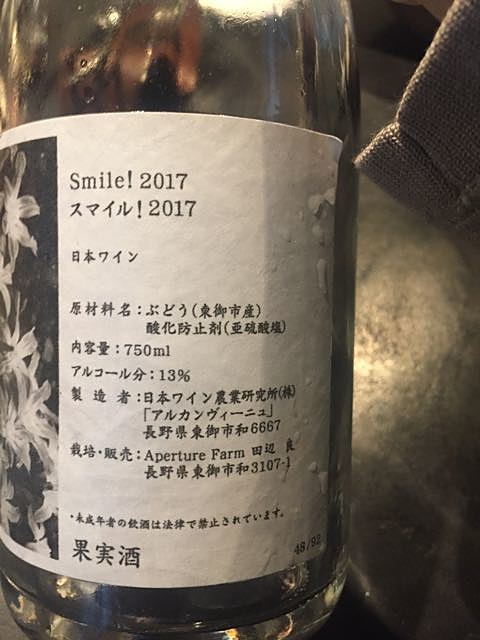 Smile! 2017
スマイル! 2017
日本ワイン
原材料名:ぶどう(東御市産)
酸化防止剤(亜硫酸塩)
内容量:750ml
アルコール分:13%
製造者:日本ワイン農業研究所(株)
「アルカンヴィーニュ」
長野県東御市和6667
栽培・販売:Aperture Farm 田辺 良
長野県東御市和3107-1
・未成年者の飲酒は法律で禁止されています。
果実酒
48/92